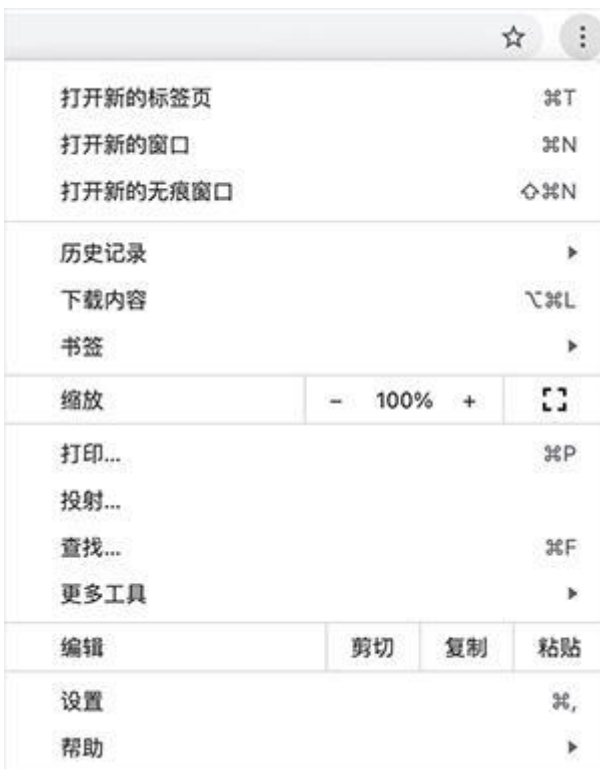 打开新的标签页 ⌘T
打开新的窗口 ⌘N
打开新的无痕窗口 ⇧⌘N
历史记录
下载内容 ⌥⌘L
书签
缩放 - 100% +
打印... ⌘P
投射...
查找... ⌘F
更多工具
编辑 剪切 复制 粘贴
设置 ⌘,
帮助